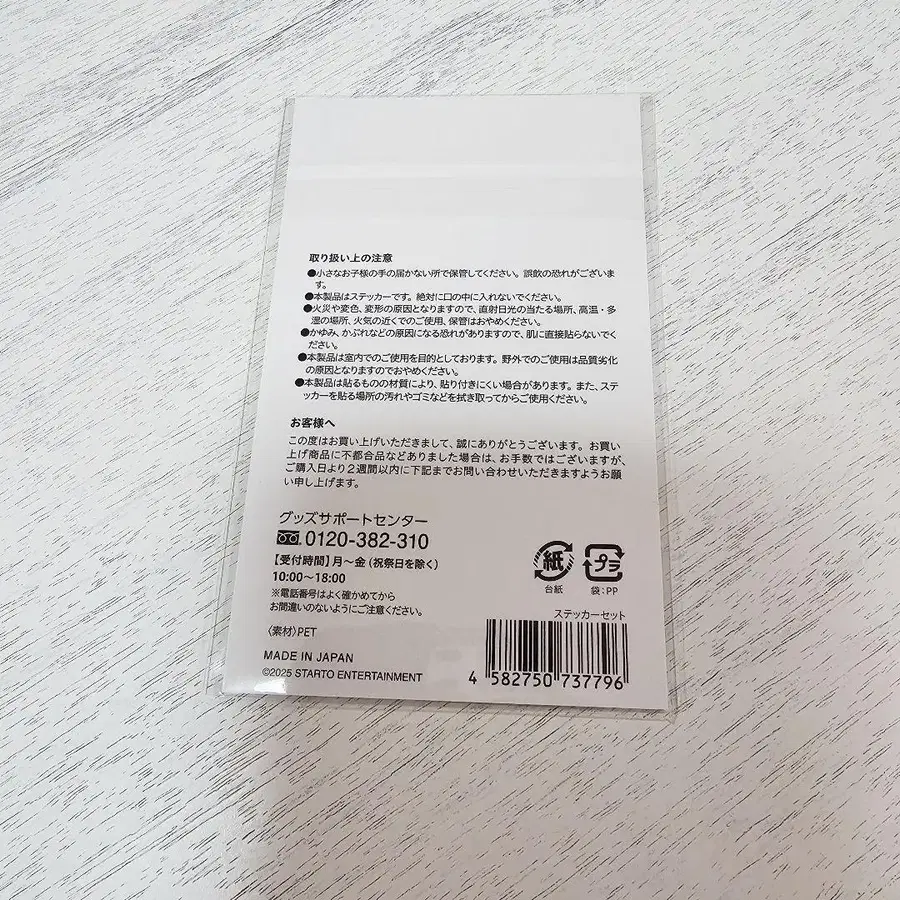 取り扱い上の注意
●小さなお子様の手の届かない所で保管してください。誤飲の恐れがございま
す。
●本製品はステッカーです。絶対に口の中に入れないでください。
●火災や変色、変形の原因となりますので、直射日光の当たる場所、高温・多
湿の場所、火気の近くでのご使用、保管はおやめください。
●かゆみ、かぶれなどの原因になる恐れがありますので、肌に直接貼らないでく
ださい。
●本製品は室内でのご使用を目的としております。野外でのご使用は品質劣化
の原因となりますのでおやめください。
●本製品は貼るものの材質により、貼り付きにくい場合があります。また、ステ
ッカーを貼る場所の汚れやゴミなどを拭き取ってからご使用ください。
お客様へ
この度はお買い上げいただきまして、誠にありがとうございます。お買い
上げ商品に不都合品などありました場合は、お手数ではございますが、
ご購入日より2週間以内に下記までお問い合わせいただきますようお願
い申し上げます。
グッズサポートセンター
0120-382-310
【受付時間】月～金（祝祭日を除く）
10:00～18:00
※電話番号はよく確かめてから
お間違いのないようにご注意ください。
〈素材〉PET
MADE IN JAPAN
©2025 STARTO ENTERTAINMENT
紙
台紙
プラ
袋：PP
ステッカーセット
4 582750 737796